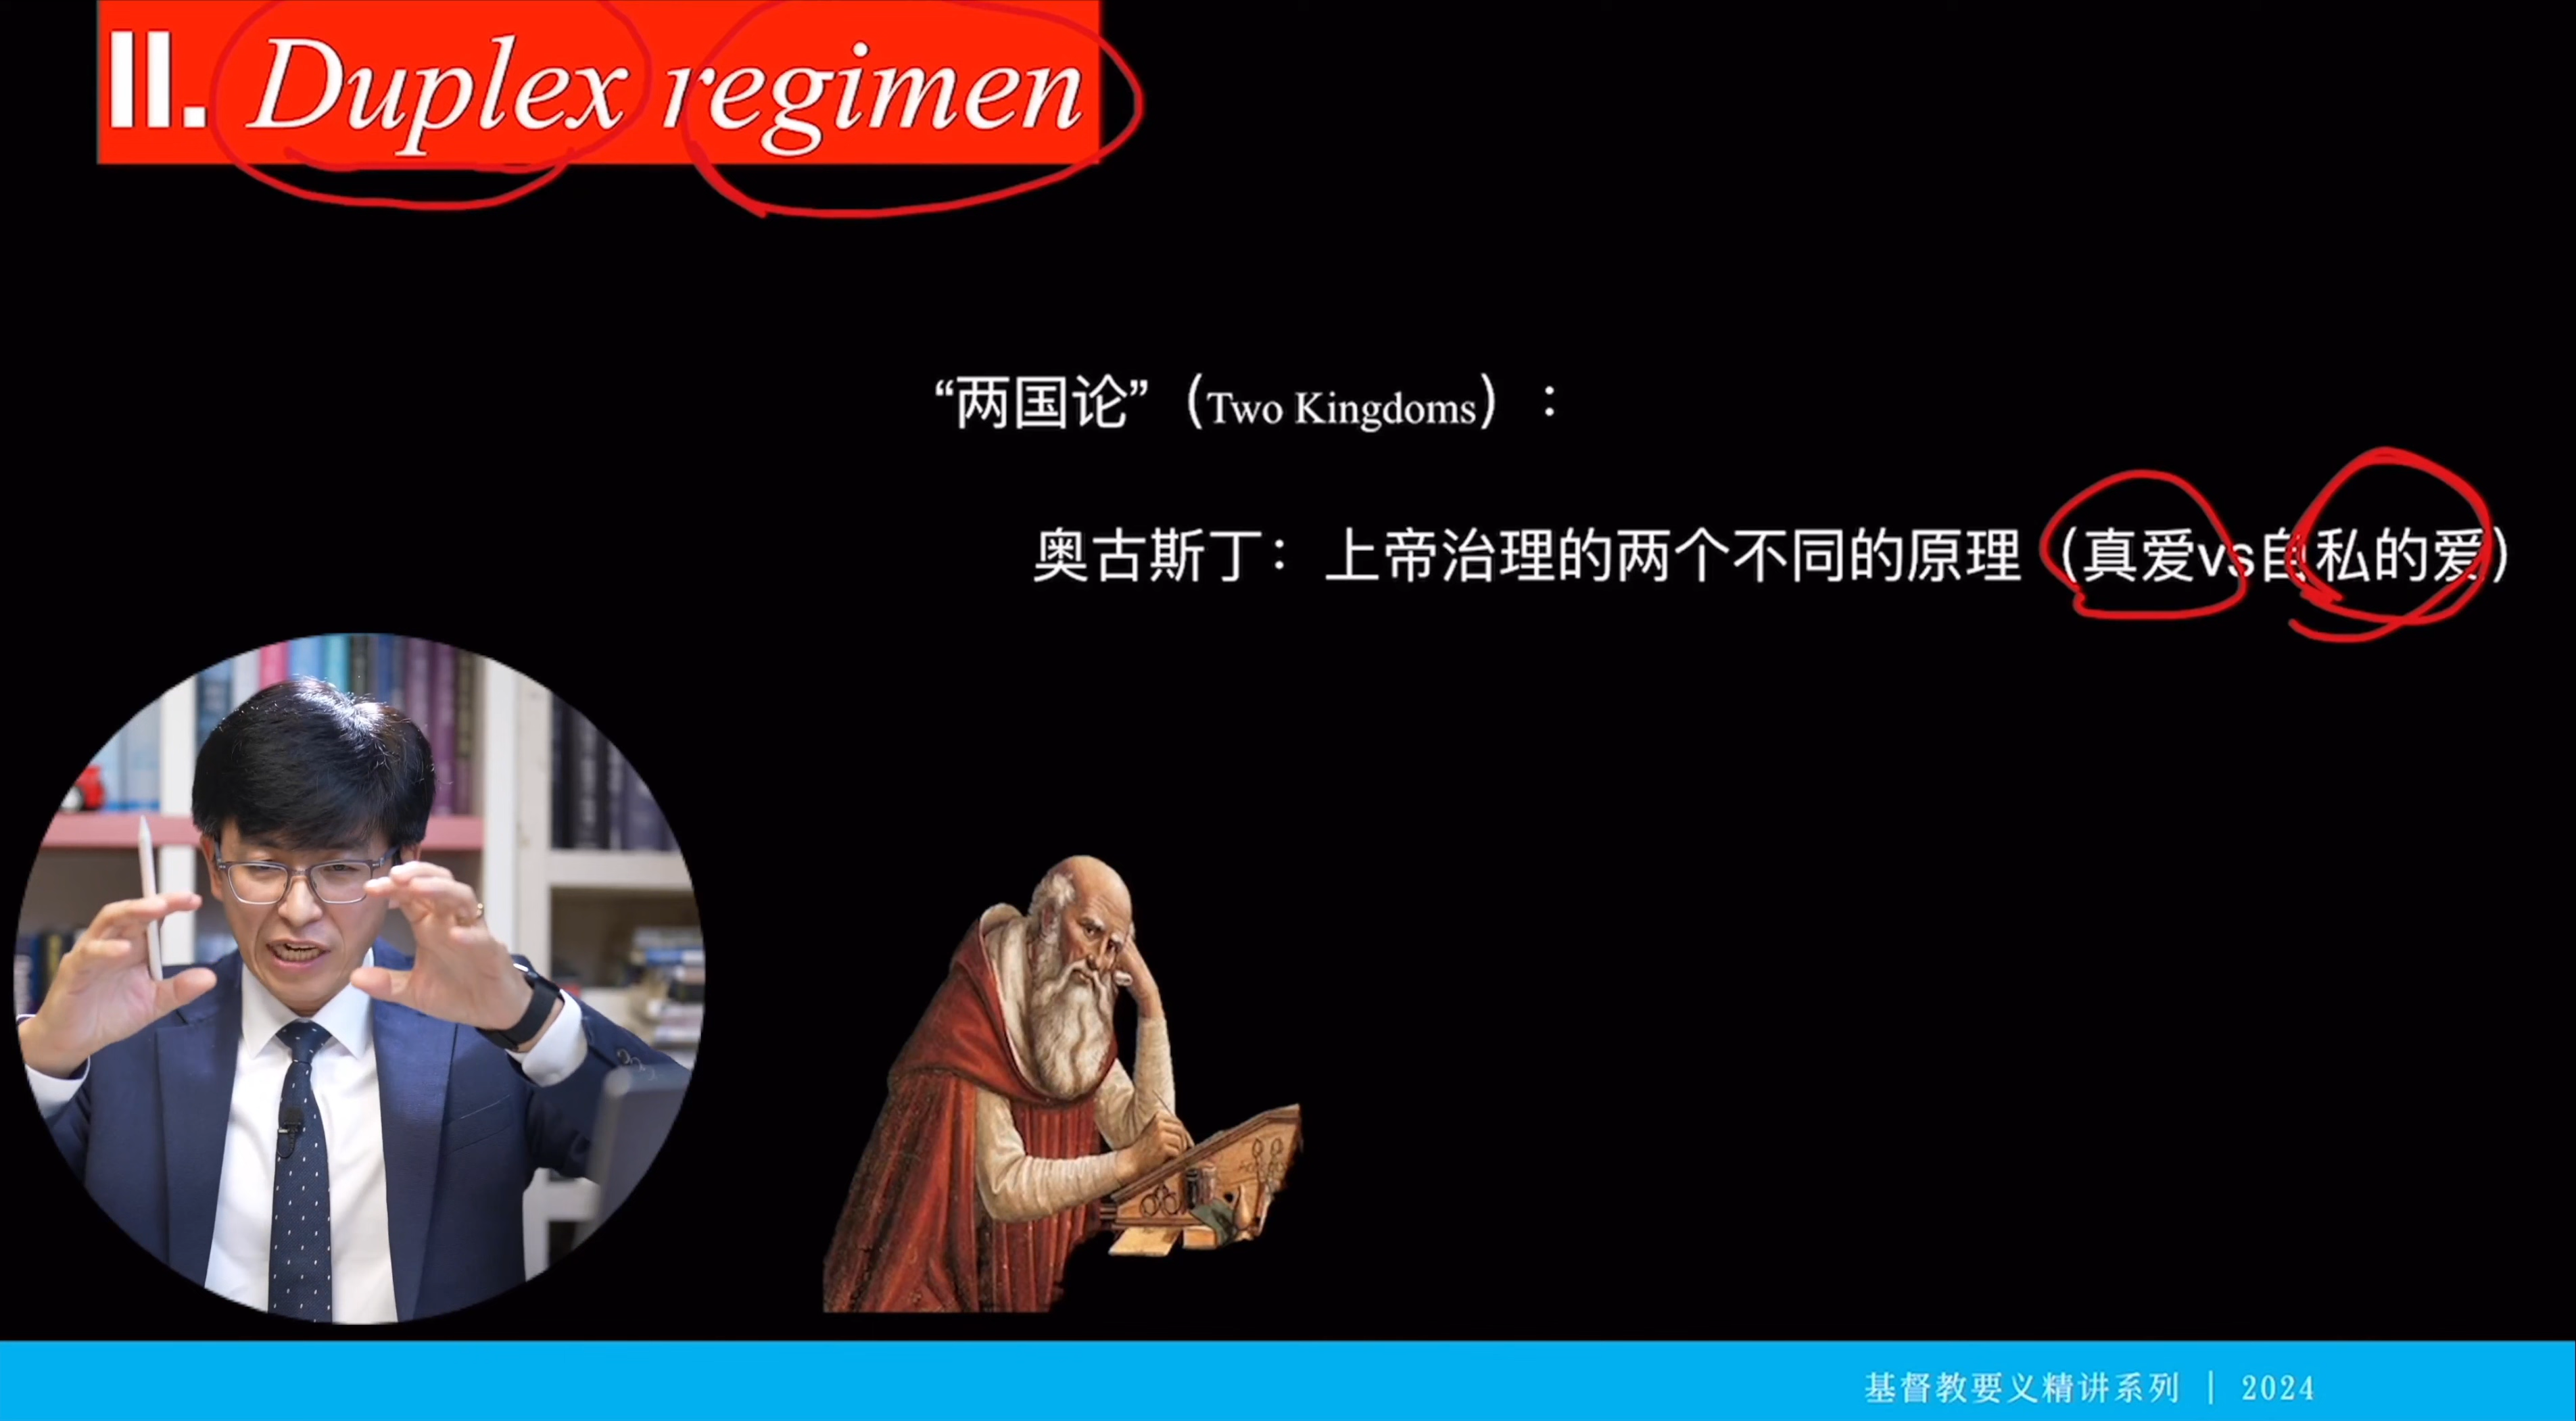 II. Duplex regimen
“两国论”（Two Kingdoms）：
奥古斯丁：上帝治理的两个不同的原理（真爱vs自私的爱）
基督教要义精讲系列 | 2024